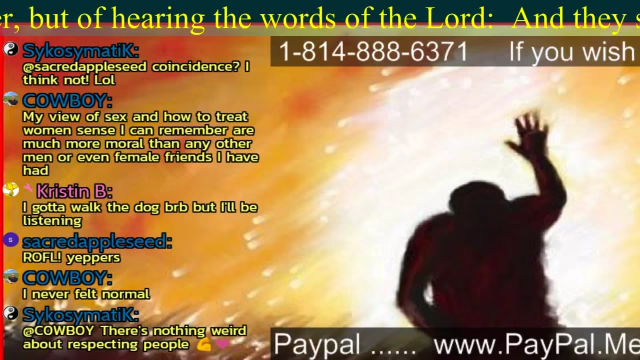 er, but of hearing the words of the Lord: And they s
1-814-888-6371 If you wish
SykosymatiK:
@sacredappleseed coincidence? I
think not! Lol
COWBOY:
My view of sex and how to treat
women sense I can remember are
much more moral than any other
men or even female friends I have
had
Kristin B:
I gotta walk the dog brb but I'll be
listening
sacredappleseed:
ROFL! yeppers
COWBOY:
I never felt normal
SykosymatiK:
@COWBOY There's nothing weird
about respecting people 💪
Paypal ...... www.PayPal.Me